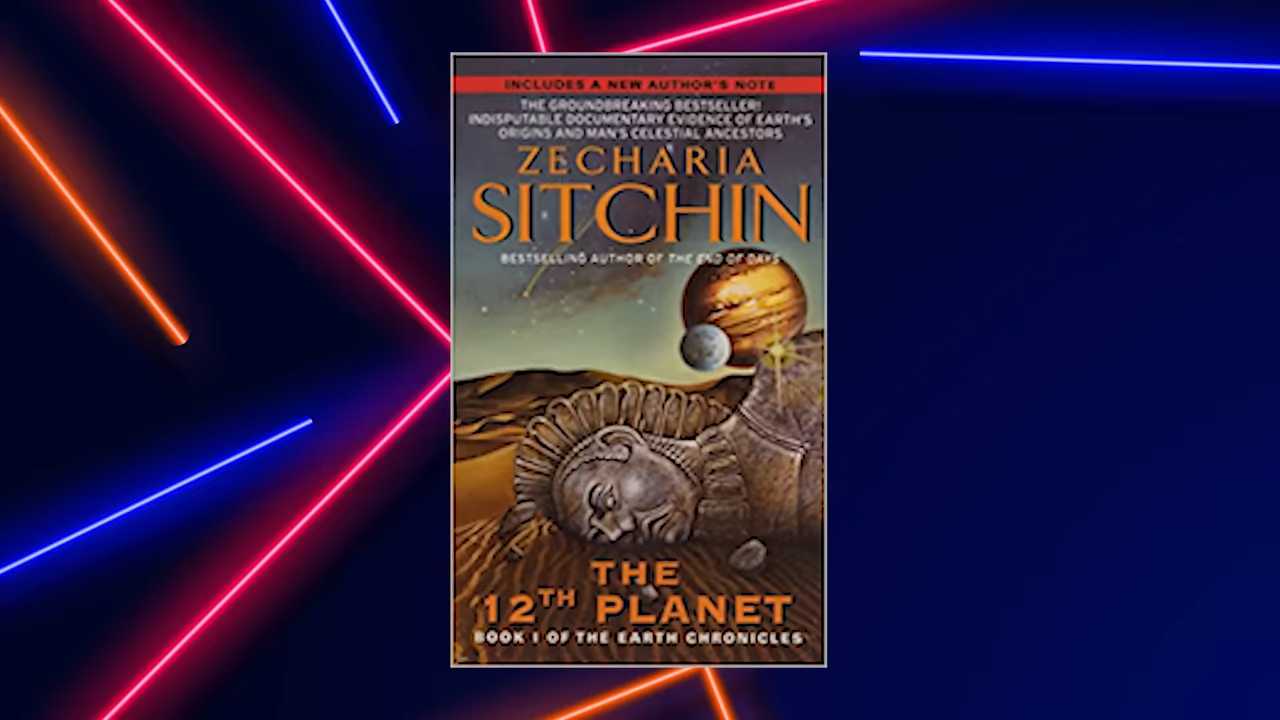 INCLUDES A NEW AUTHOR'S NOTE
THE GROUNDBREAKING BESTSELLER!
INDISPUTABLE DOCUMENTARY EVIDENCE OF EARTH'S
ORIGINS AND MAN'S CELESTIAL ANCESTORS
ZECHARIA
SITCHIN
BESTSELLING AUTHOR OF THE END OF DAYS
THE
12TH PLANET
BOOK I OF THE EARTH CHRONICLES